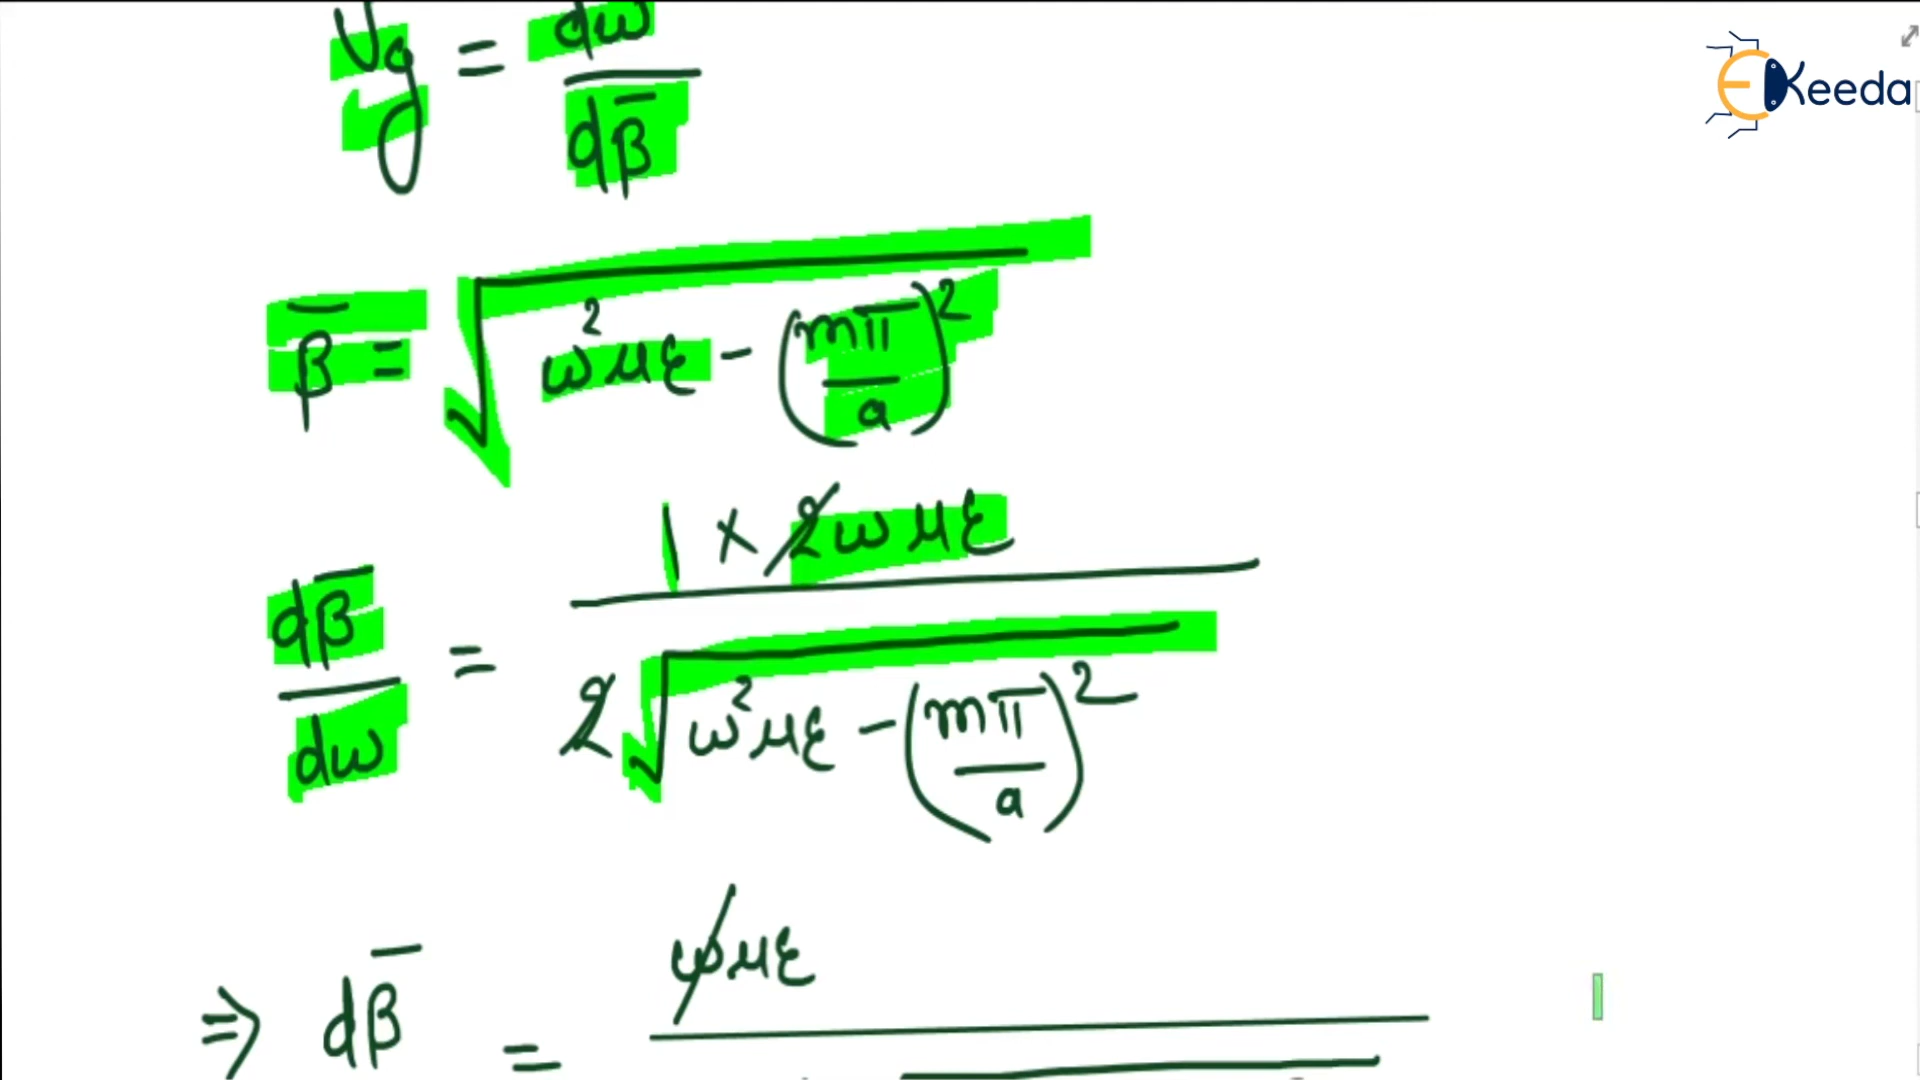 EKeeda
Vg = dω/dβ̅
β̅ = √(ω²με - (mπ/a)²)
dβ̅/dω = 1 × 2ωμε / 2√(ω²με - (mπ/a)²)
⇒ dβ̅ = ωμε